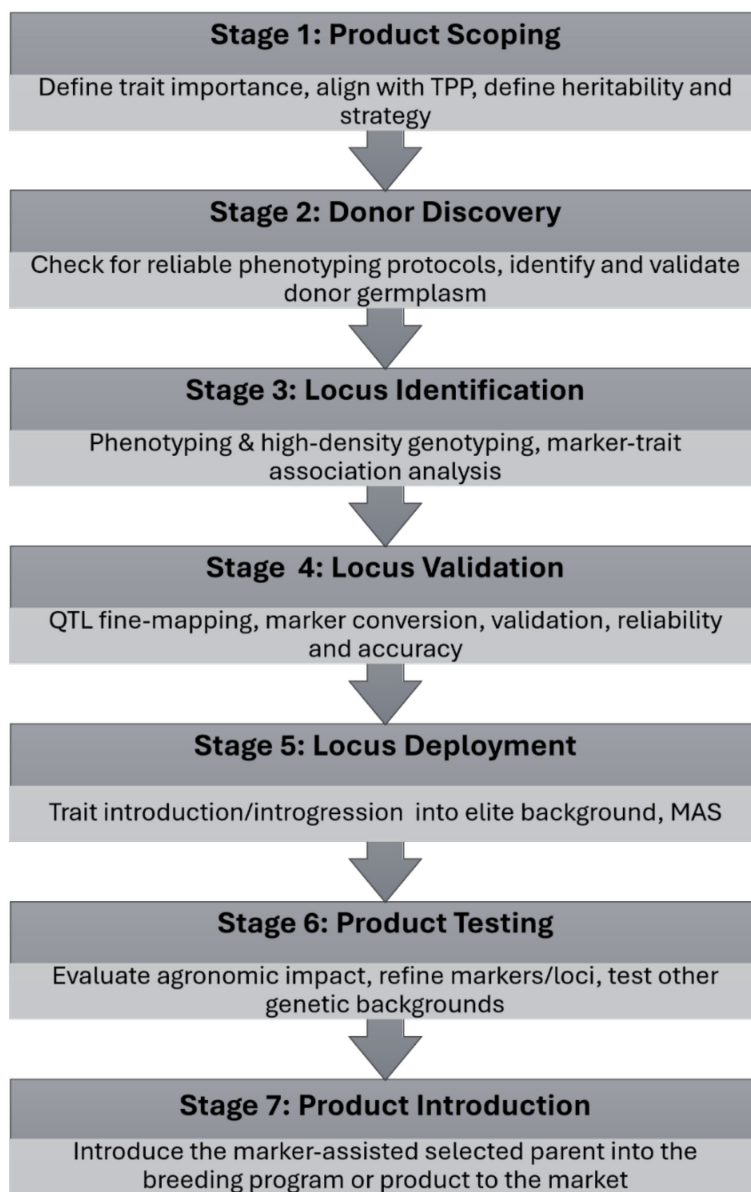 Stage 1: Product Scoping
Define trait importance, align with TPP, define heritability and
strategy
Stage 2: Donor Discovery
Check for reliable phenotyping protocols, identify and validate
donor germplasm
Stage 3: Locus Identification
Phenotyping & high-density genotyping, marker-trait
association analysis
Stage  4: Locus Validation
QTL fine-mapping, marker conversion, validation, reliability
and accuracy
Stage 5: Locus Deployment
Trait introduction/introgression  into elite background, MAS
Stage 6: Product Testing
Evaluate agronomic impact, refine markers/loci, test other
genetic backgrounds
Stage 7: Product Introduction
Introduce the marker-assisted selected parent into the
breeding program or product to the market